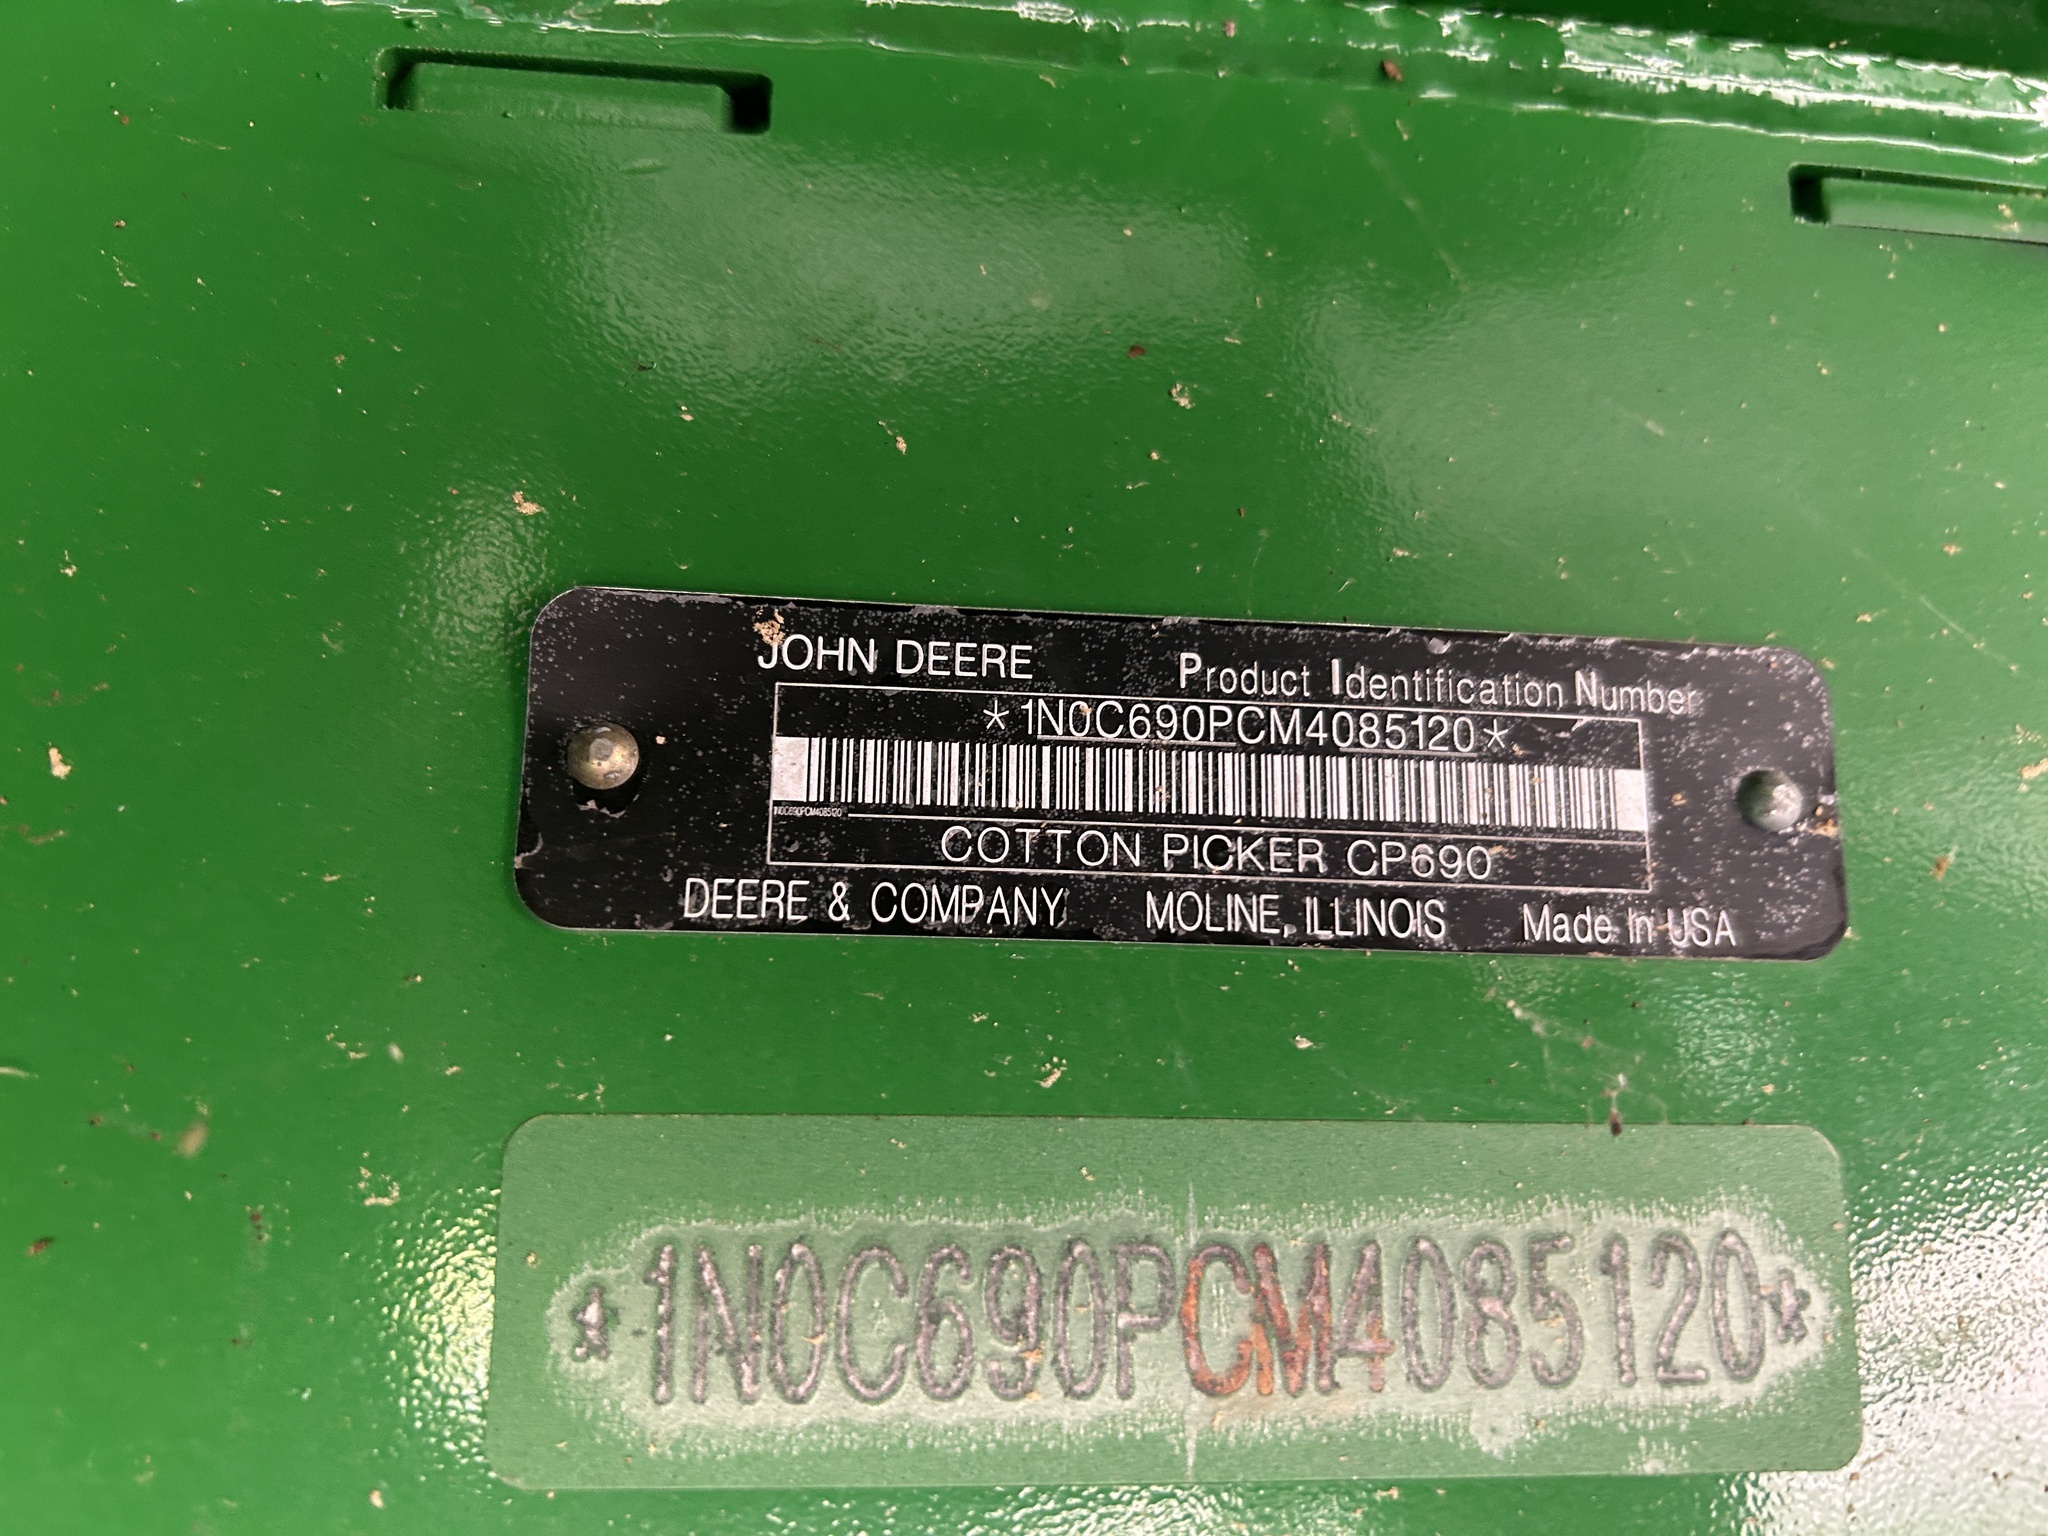 JOHN DEERE Product Identification Number
*1N0C690PCM4085120*
1N0C690PCM4085120
COTTON PICKER CP690
DEERE & COMPANY MOLINE, ILLINOIS Made In USA
*1N0C690PCM4085120*